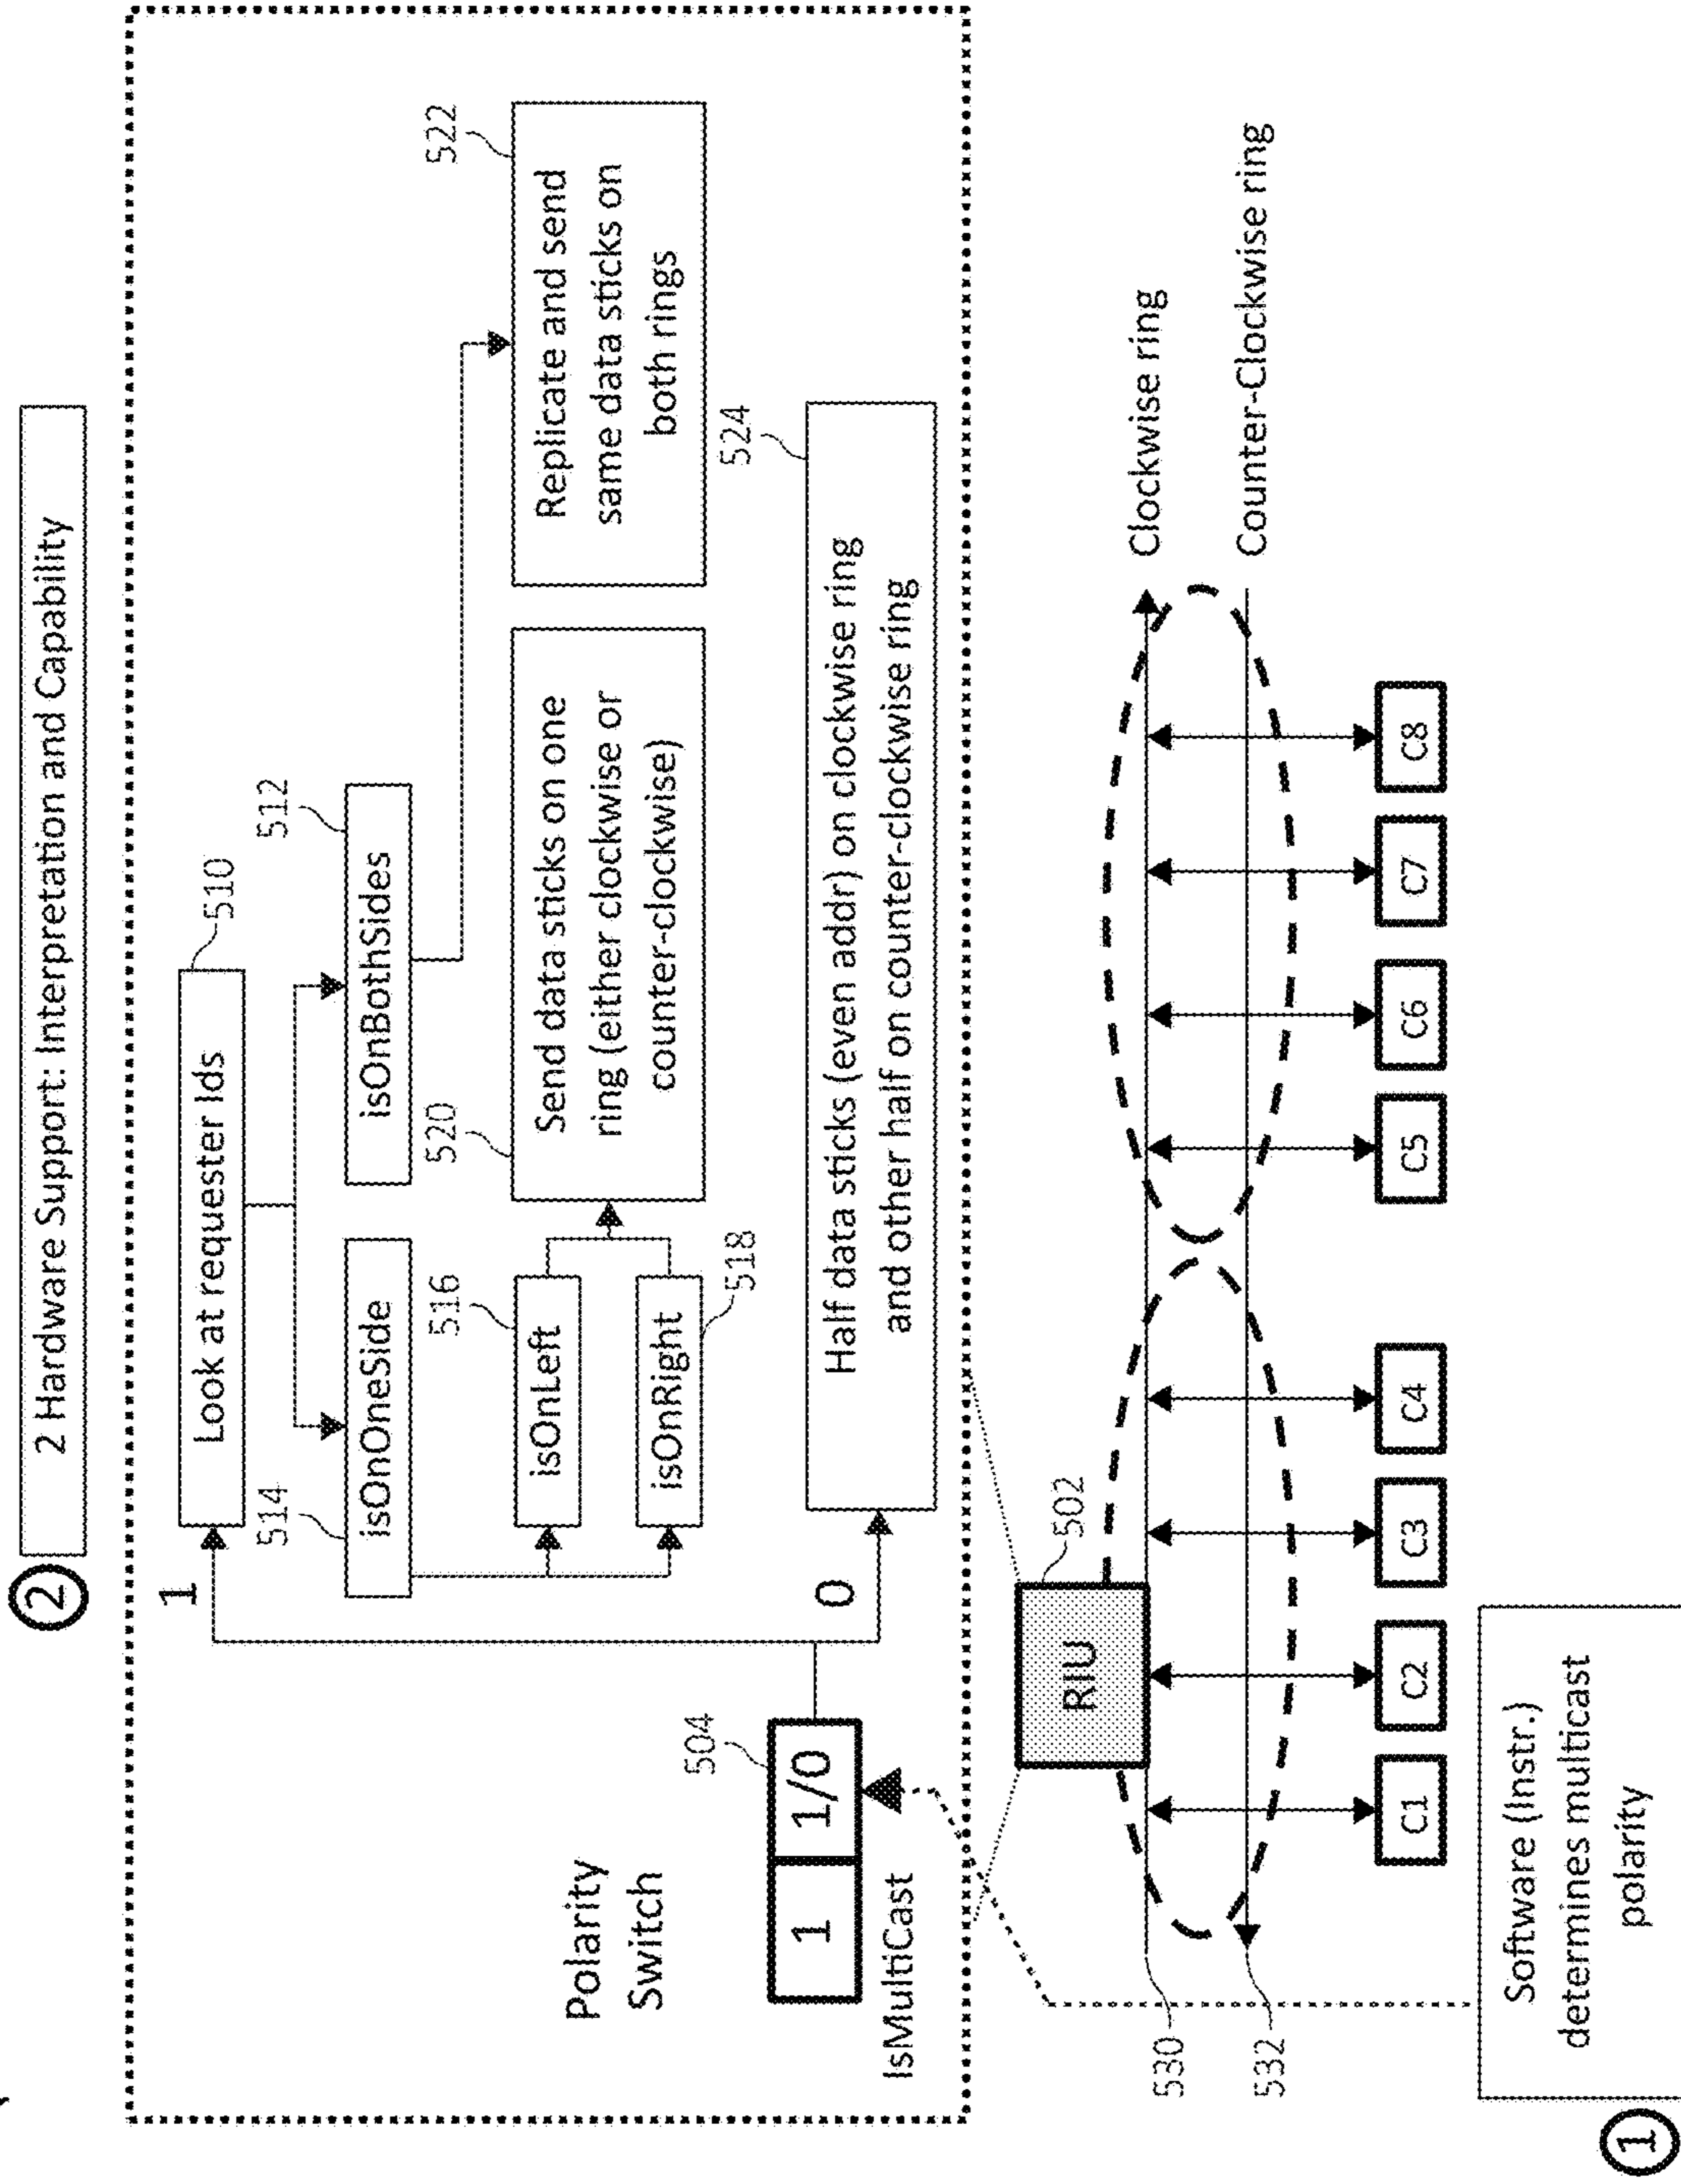 ② 2 Hardware Support: Interpretation and Capability
1
Look at requester Ids
510
512
514
isOnOneSide
isOnBothSides
516
520
522
isOnLeft
Send data sticks on one
ring (either clockwise or
counter-clockwise)
Replicate and send
same data sticks on
both rings
isOnRight
518
524
Polarity
Switch
504
1
1/0
IsMultiCast
0
Half data sticks (even addr) on clockwise ring
and other half on counter-clockwise ring
RIU
502
530
Clockwise ring
532
Counter-Clockwise ring
C1
C2
C3
C4
C5
C6
C7
C8
①
Software (Instr.)
determines multicast
polarity